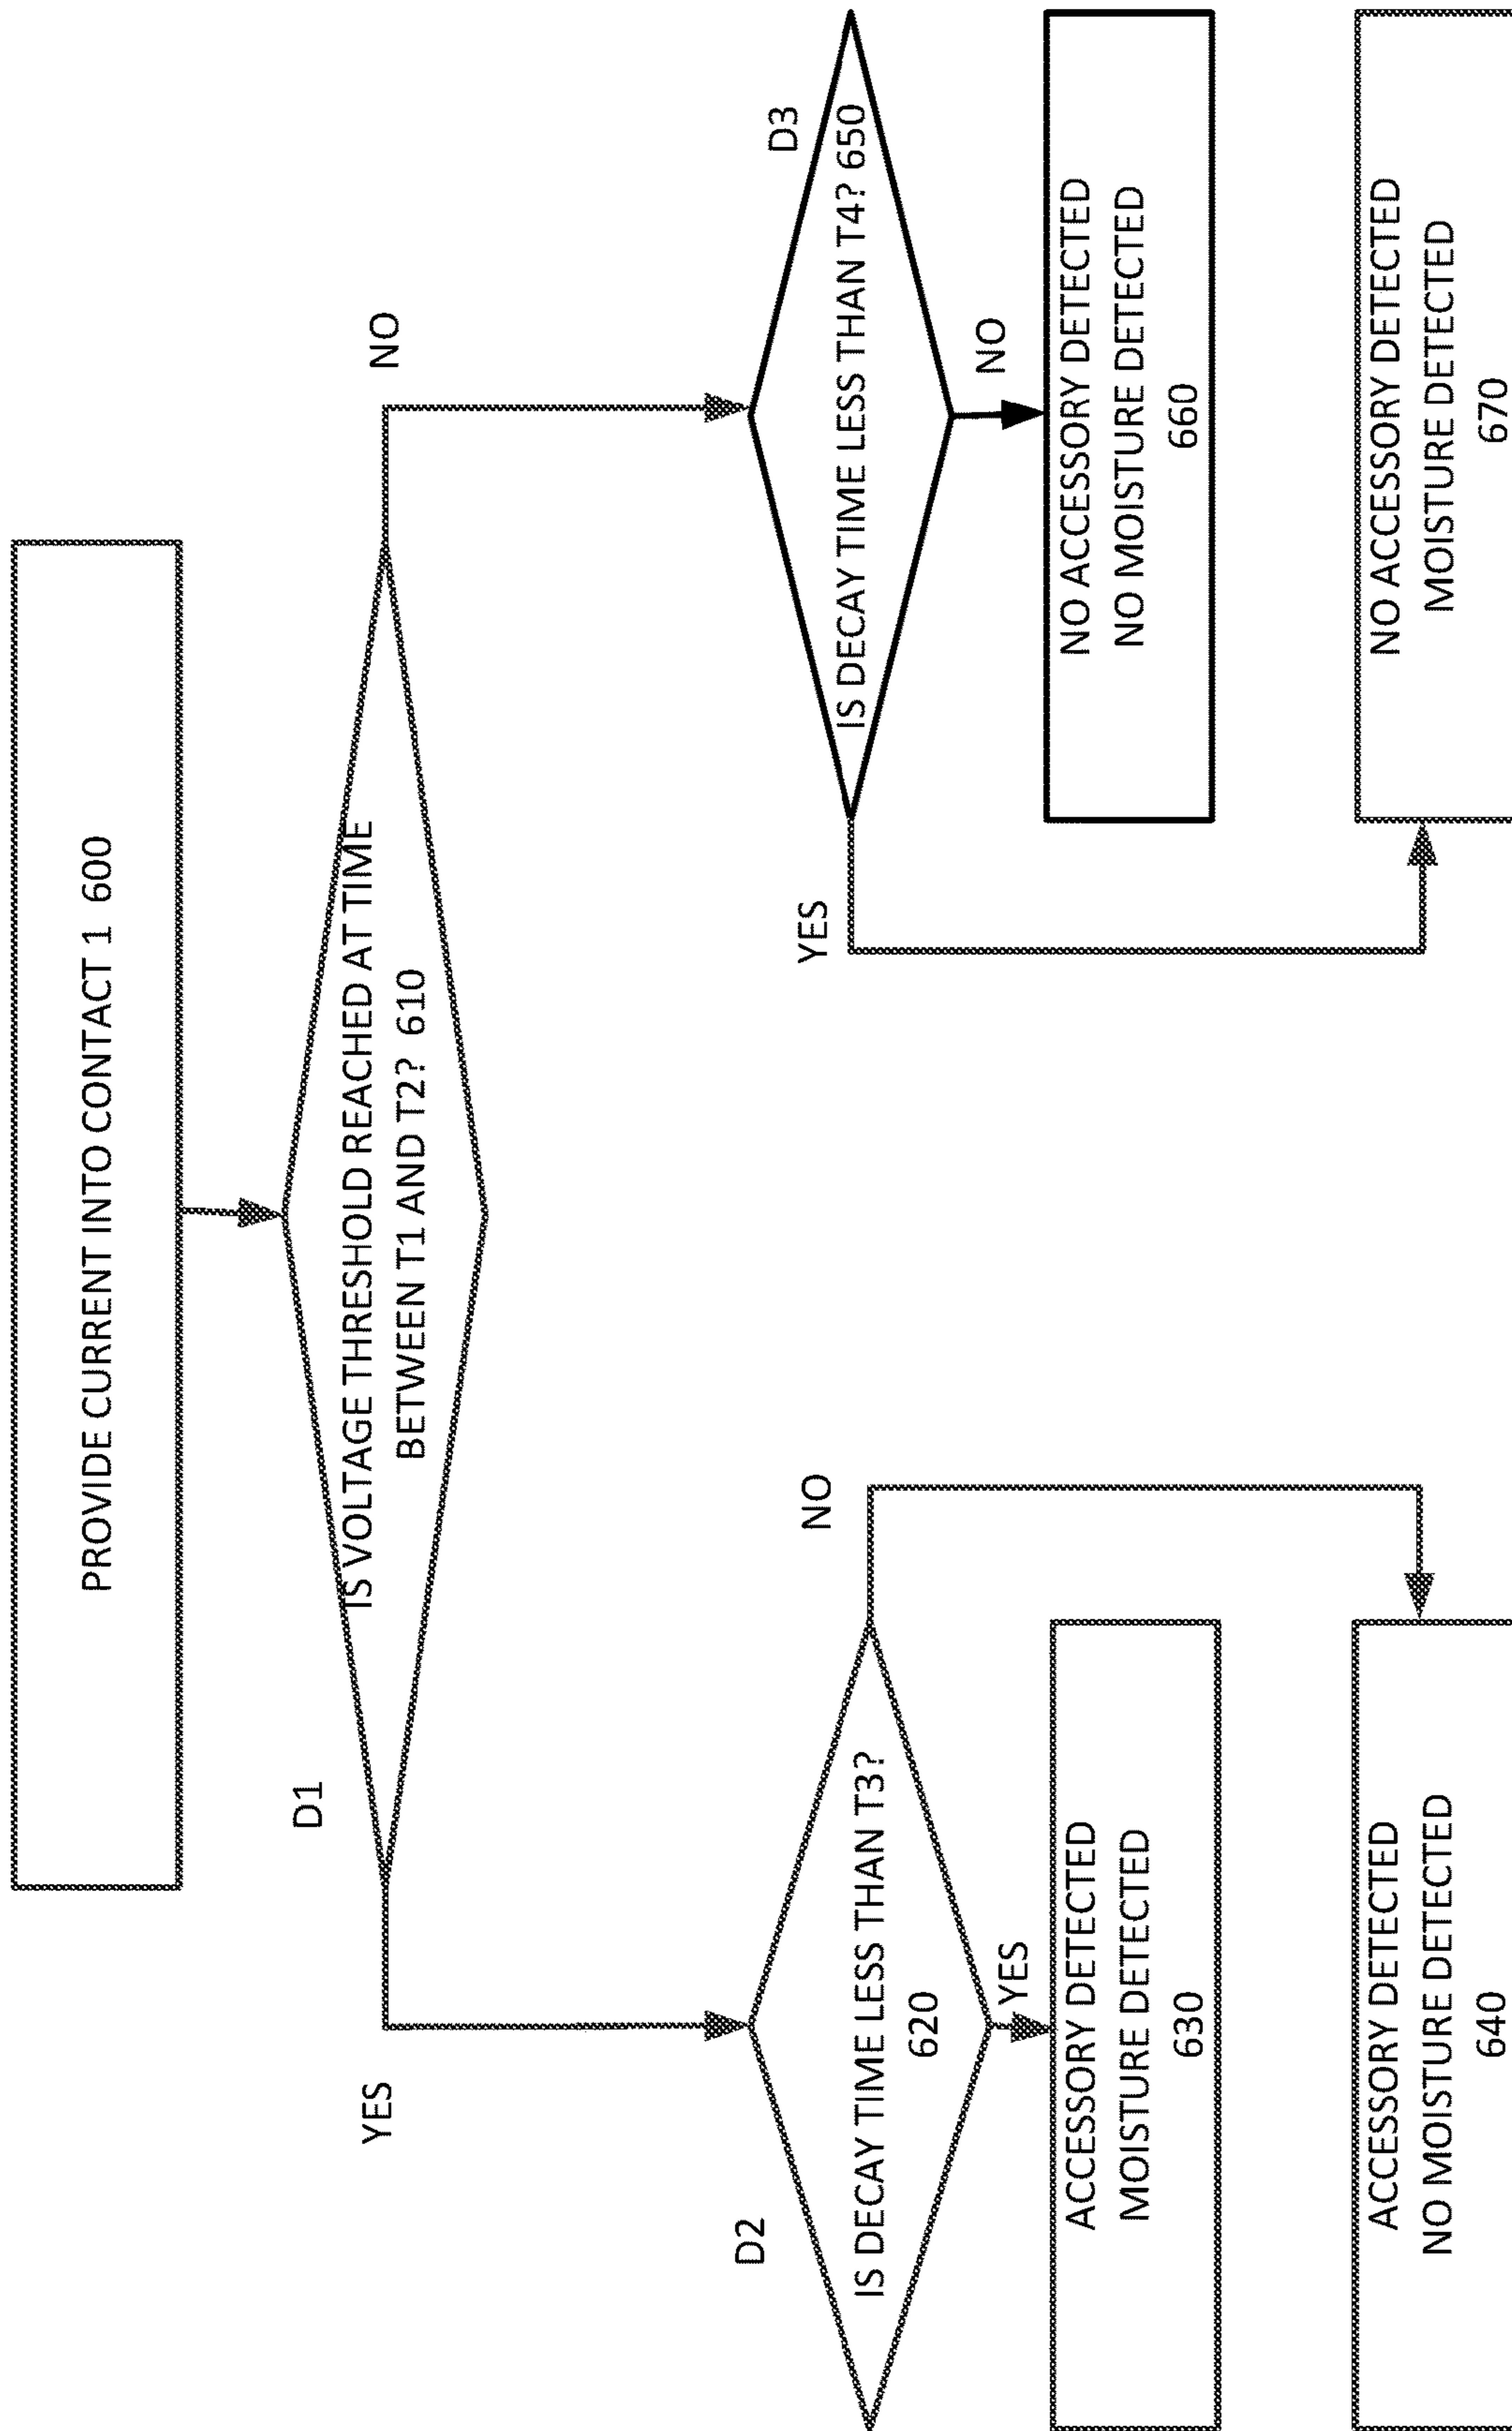 PROVIDE CURRENT INTO CONTACT 1 600
D1
IS VOLTAGE THRESHOLD REACHED AT TIME
BETWEEN T1 AND T2? 610
YES
NO
D2
IS DECAY TIME LESS THAN T3?
620
NO
YES
ACCESSORY DETECTED
MOISTURE DETECTED
630
ACCESSORY DETECTED
NO MOISTURE DETECTED
640
D3
IS DECAY TIME LESS THAN T4? 650
YES
NO
NO ACCESSORY DETECTED
NO MOISTURE DETECTED
660
NO ACCESSORY DETECTED
MOISTURE DETECTED
670